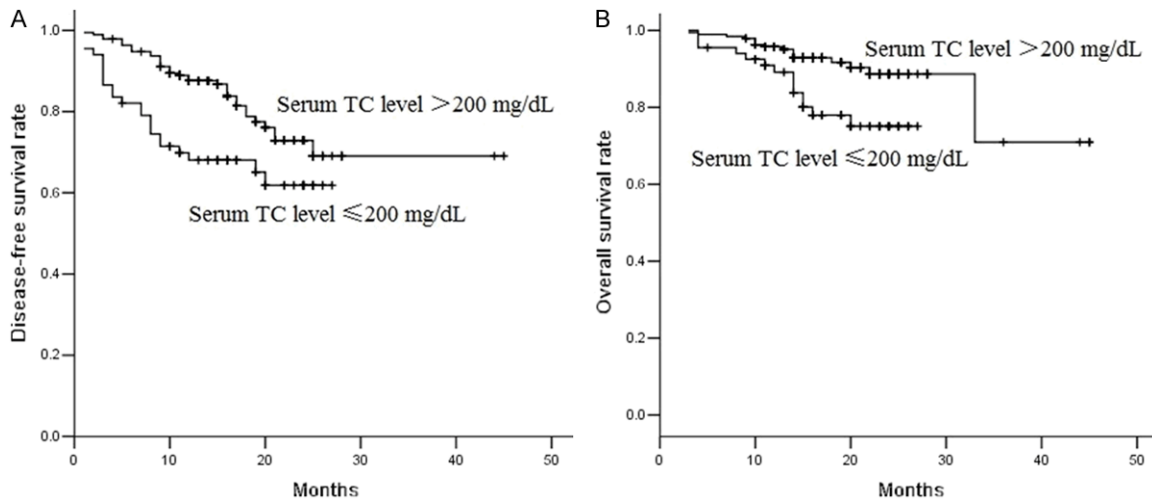 A
Disease-free survival rate
1.0
0.8
0.6
0.4
0.2
0.0
Serum TC level >200 mg/dL
Serum TC level ≤200 mg/dL
0 10 20 30 40 50
Months
B
Overall survival rate
1.0
0.8
0.6
0.4
0.2
0.0
Serum TC level >200 mg/dL
Serum TC level ≤200 mg/dL
0 10 20 30 40 50
Months